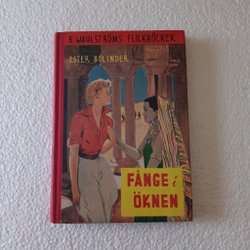 B. WAHLSTRÖMS FLICKBÖCKER
ESTER BOLINDER
FÅNGE i
ÖKNEN